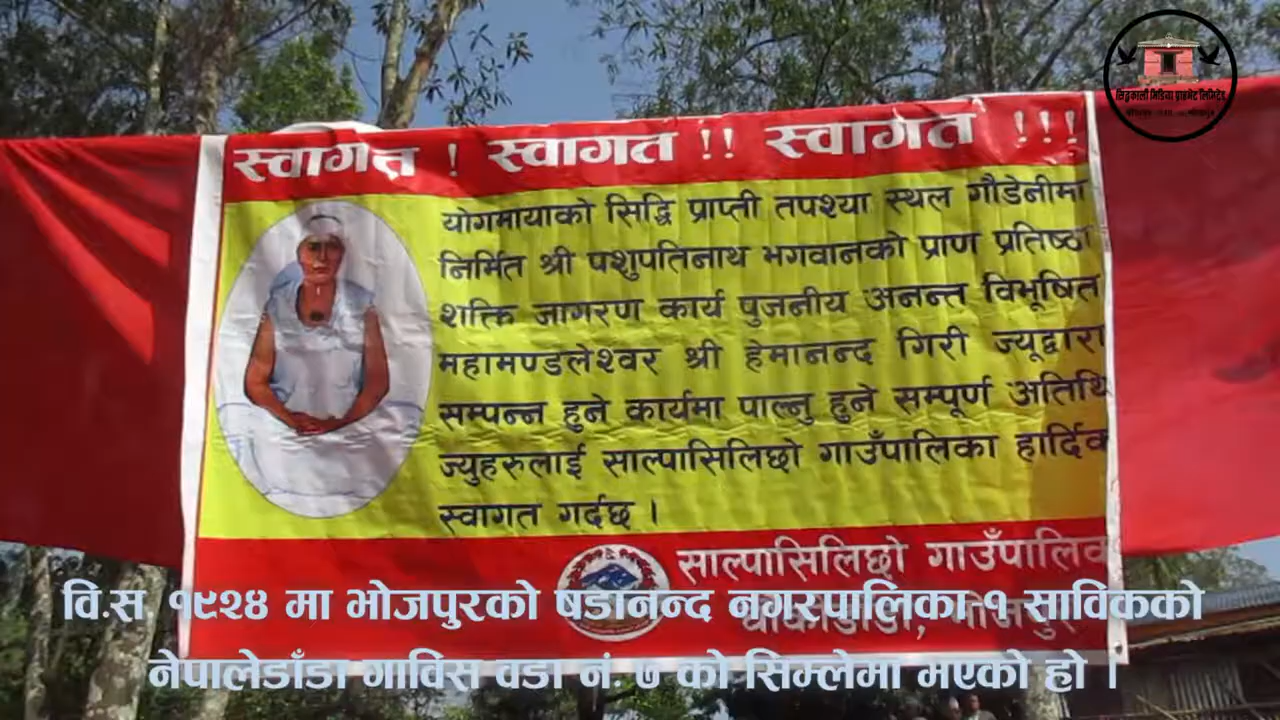 सिद्धकाली मिडिया प्राइभेट लिमिटेड
स्वागत ! स्वागत !! स्वागत !!!
योगमायाको सिद्धि प्राप्ती तपश्या स्थल गौडेनीमा
निर्मित श्री पशुपतिनाथ भगवानको प्राण प्रतिष्ठा
शक्ति जागरण कार्य पुजनीय अनन्त विभूषित
महामण्डलेश्वर श्री हेमानन्द गिरी ज्यूद्वारा
सम्पन्न हुने कार्यमा पाल्नु हुने सम्पूर्ण अतिथि
ज्युहरुलाई साल्पासिलिछो गाउँपालिका हार्दिक
स्वागत गर्दछ ।
साल्पासिलिछो गाउँपालिक
वि.स. १९२४ मा भोजपुरको षडानन्द नगरपालिका १ साविकको
नेपालेडाँडा गाविस वडा नं. ७ को सिम्लेमा भएको हो ।